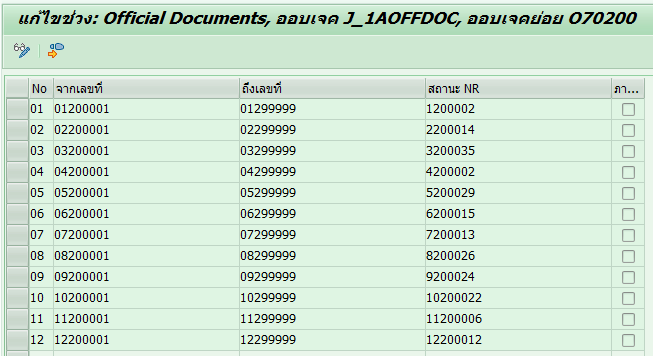 แก้ไขช่วง: Official Documents, ออบเจค J_1AOFFDOC, ออบเจคย่อย O70200
No จากเลขที่ ถึงเลขที่ สถานะ NR ภา...
01 01200001 01299999 1200002
02 02200001 02299999 2200014
03 03200001 03299999 3200035
04 04200001 04299999 4200002
05 05200001 05299999 5200029
06 06200001 06299999 6200015
07 07200001 07299999 7200013
08 08200001 08299999 8200026
09 09200001 09299999 9200024
10 10200001 10299999 10200022
11 11200001 11299999 11200006
12 12200001 12299999 12200012